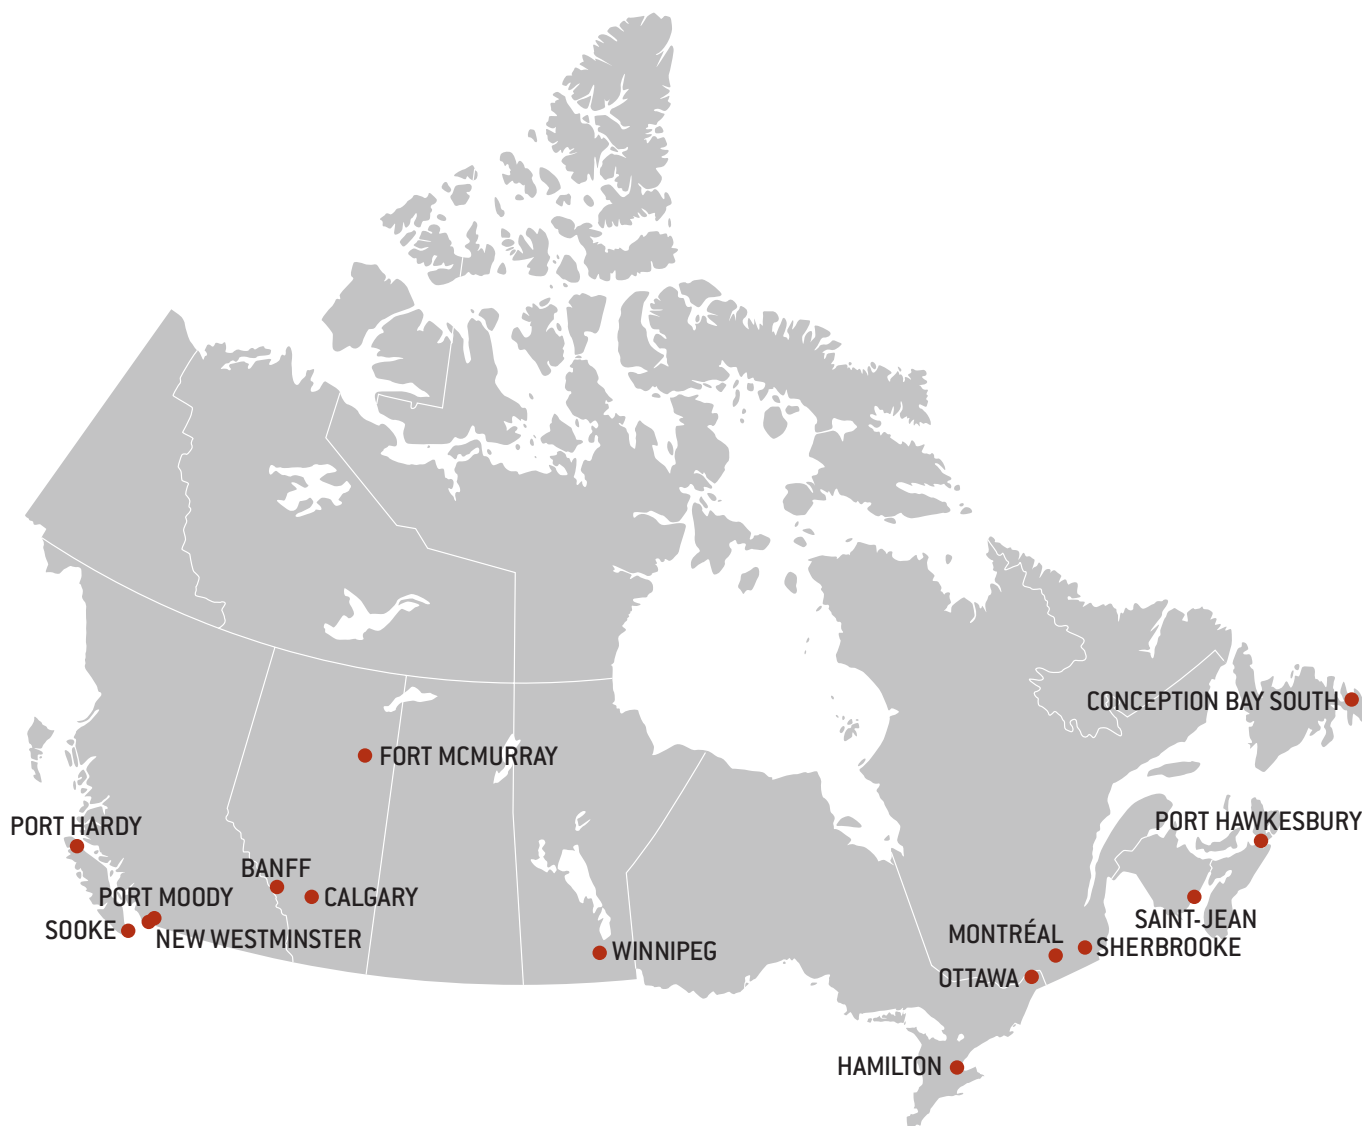 CONCEPTION BAY SOUTH
FORT MCMURRAY
PORT HARDY
PORT HAWKESBURY
BANFF
PORT MOODY
CALGARY
SOOKE
NEW WESTMINSTER
SAINT-JEAN
MONTRÉAL
SHERBROOKE
WINNIPEG
OTTAWA
HAMILTON